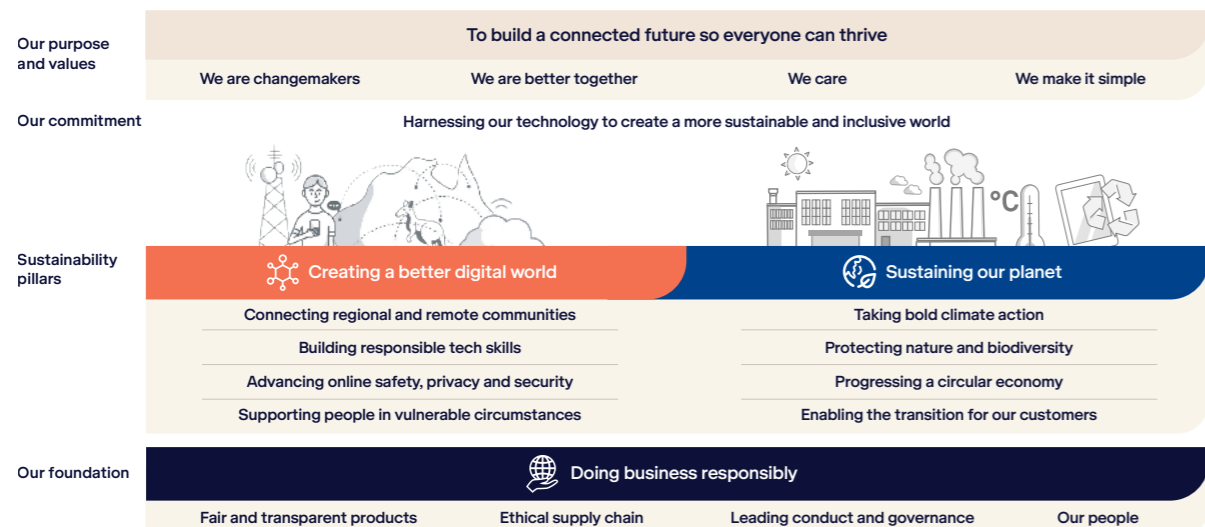 Our purpose
and values
To build a connected future so everyone can thrive
We are changemakers
We are better together
We care
We make it simple
Our commitment
Harnessing our technology to create a more sustainable and inclusive world
°C
Sustainability
pillars
Creating a better digital world
Sustaining our planet
Connecting regional and remote communities
Taking bold climate action
Building responsible tech skills
Protecting nature and biodiversity
Advancing online safety, privacy and security
Progressing a circular economy
Supporting people in vulnerable circumstances
Enabling the transition for our customers
Our foundation
Doing business responsibly
Fair and transparent products
Ethical supply chain
Leading conduct and governance
Our people